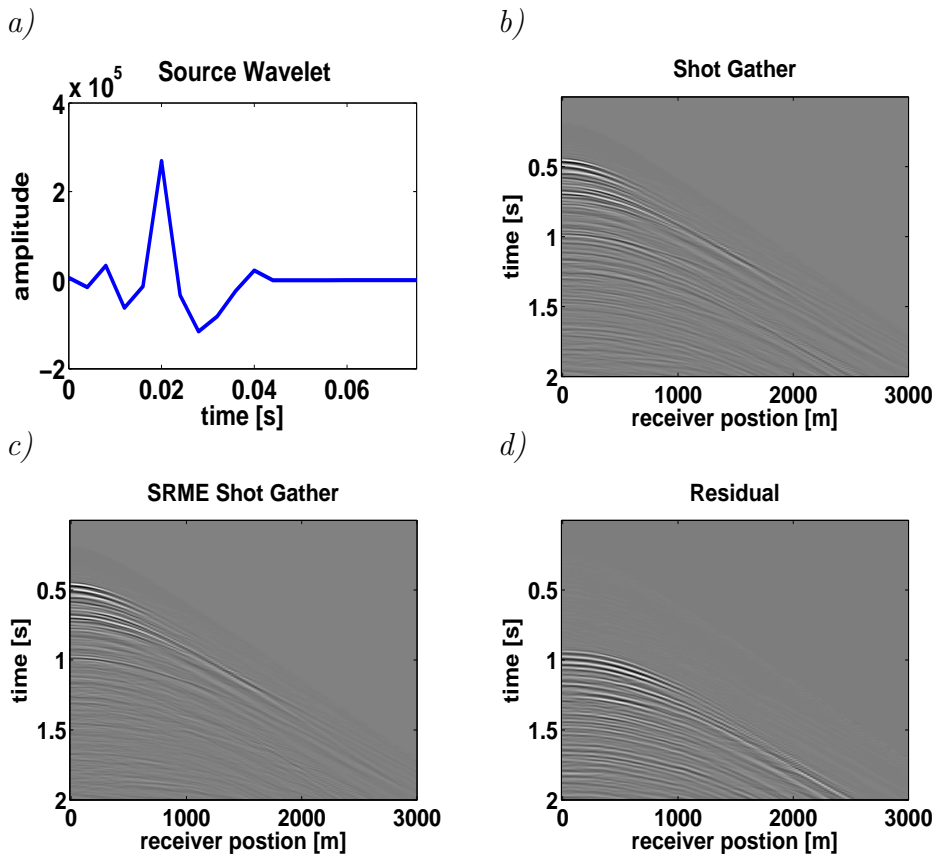 a)
Source Wavelet
x 10^5
4
2
0
−2
amplitude
0 0.02 0.04 0.06
time [s]
b)
Shot Gather
0.5
1
1.5
2
time [s]
0 1000 2000 3000
receiver postion [m]
c)
SRME Shot Gather
0.5
1
1.5
2
time [s]
0 1000 2000 3000
receiver postion [m]
d)
Residual
0.5
1
1.5
2
time [s]
0 1000 2000 3000
receiver postion [m]